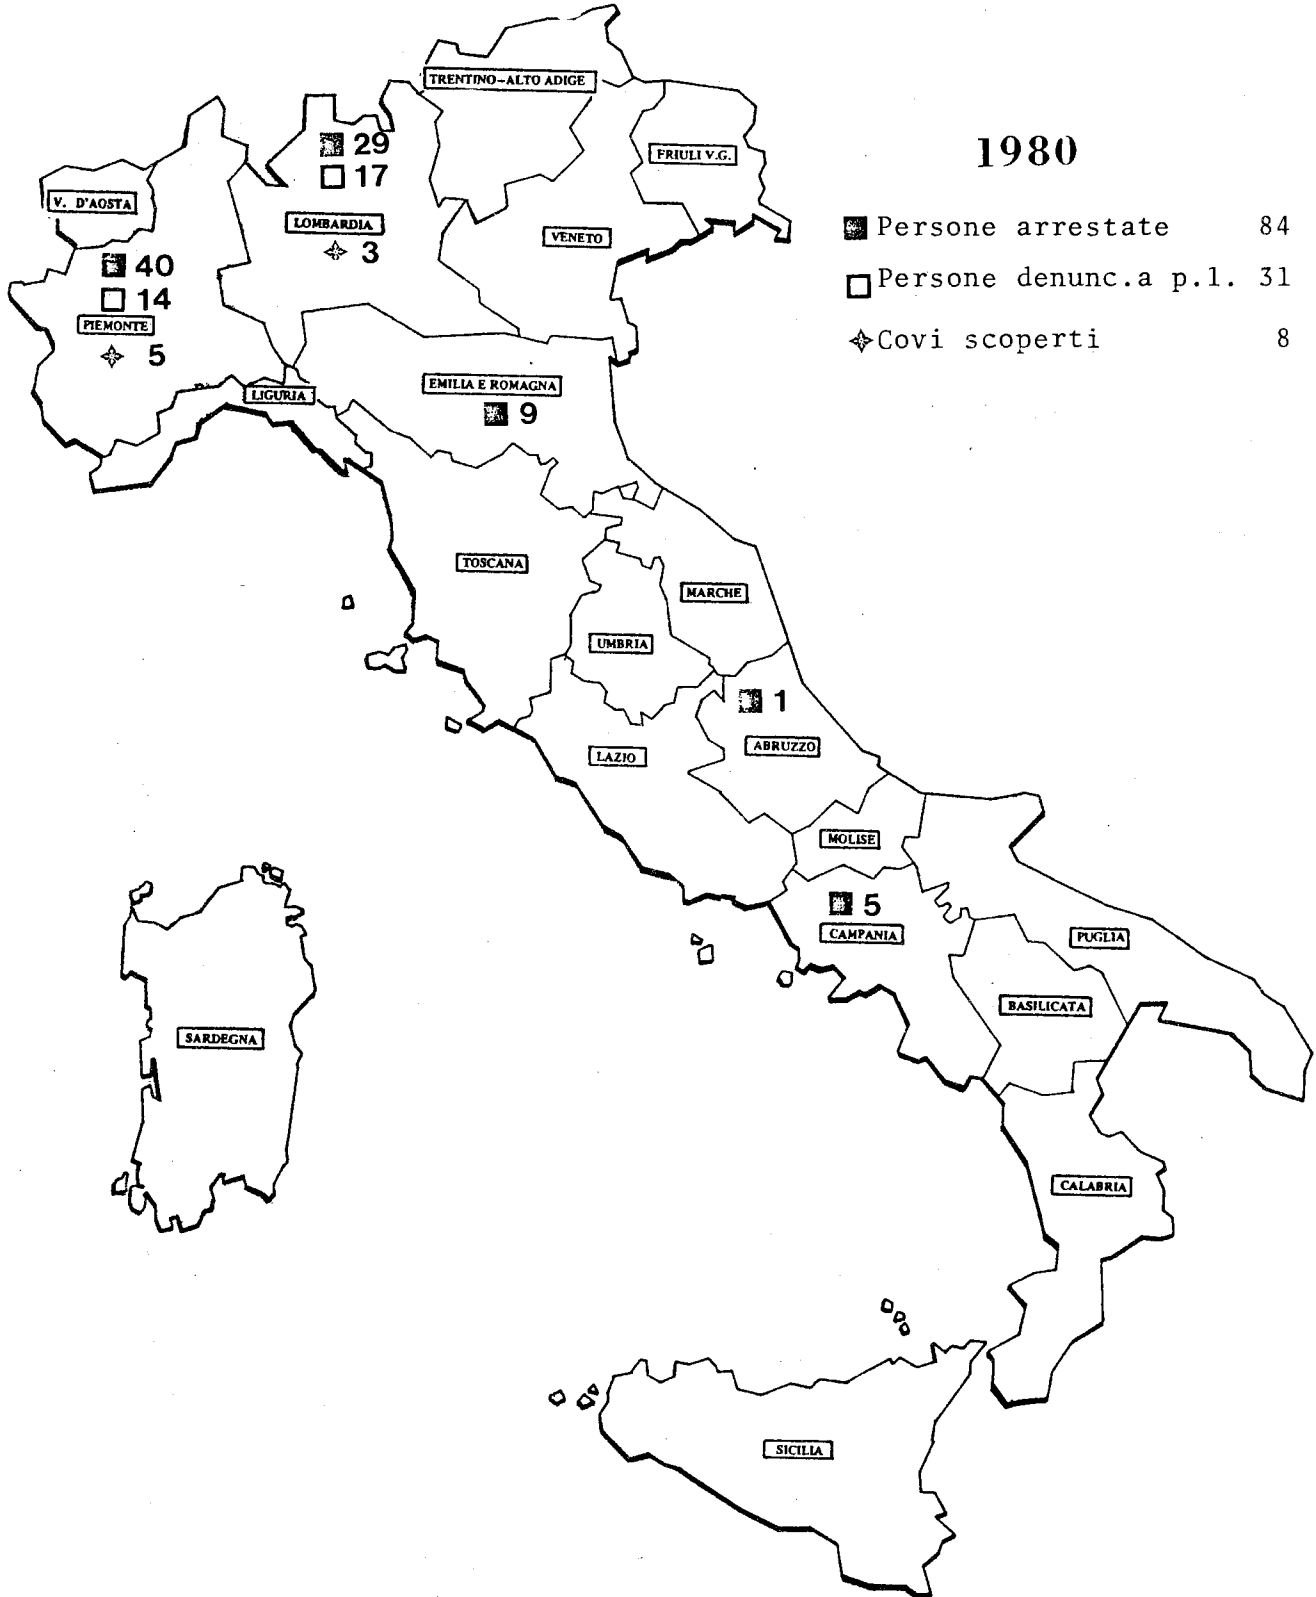 TRENTINO-ALTO ADIGE
29
17
LOMBARDIA
3
FRIULI V.G.
V. D'AOSTA
VENETO
40
14
PIEMONTE
5
1980
Persone arrestate 84
Persone denunc.a p.l. 31
Covi scoperti 8
LIGURIA
EMILIA E ROMAGNA
9
TOSCANA
MARCHE
UMBRIA
1
ABRUZZO
LAZIO
MOLISE
5
CAMPANIA
PUGLIA
BASILICATA
SARDEGNA
CALABRIA
SICILIA